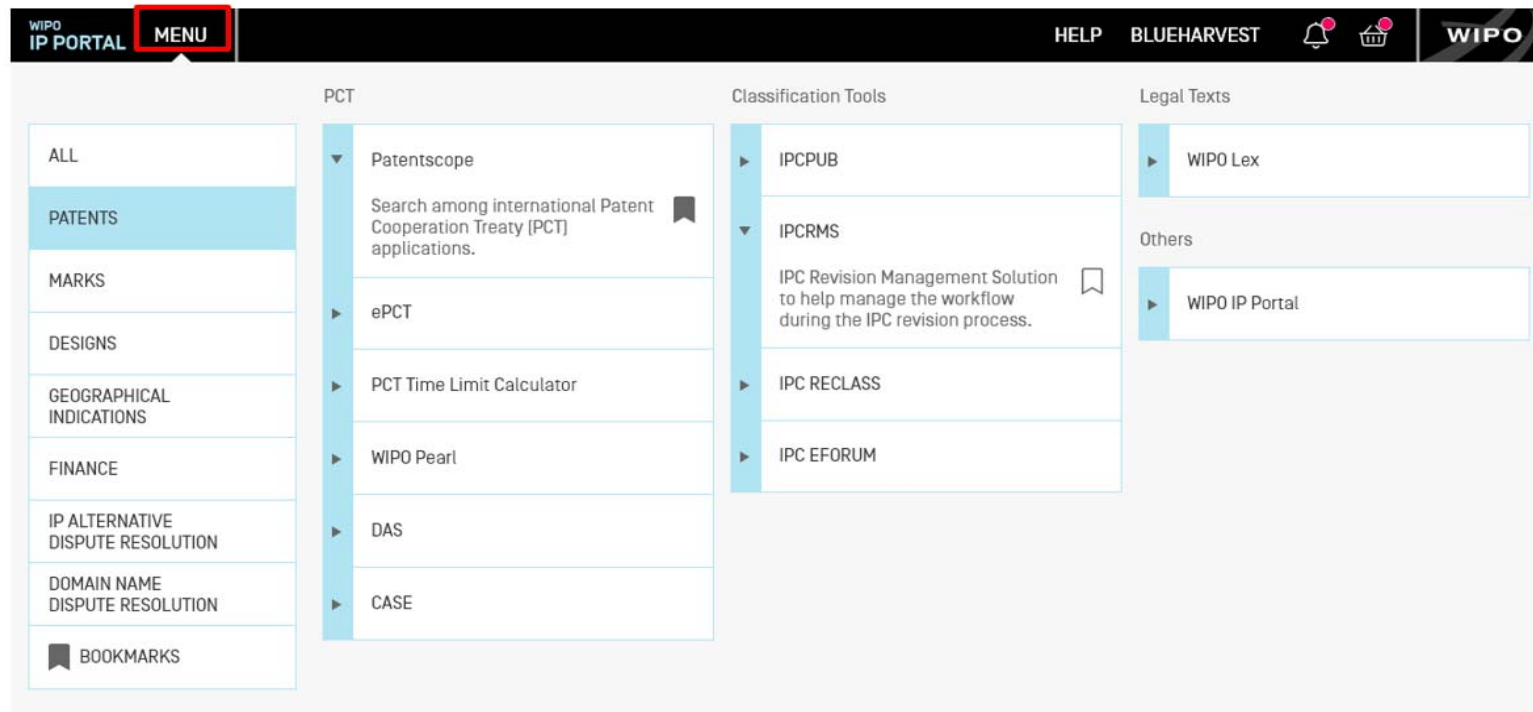 WIPO
IP PORTAL
MENU
HELP
BLUEHARVEST
WIPO
ALL
PATENTS
MARKS
DESIGNS
GEOGRAPHICAL
INDICATIONS
FINANCE
IP ALTERNATIVE
DISPUTE RESOLUTION
DOMAIN NAME
DISPUTE RESOLUTION
BOOKMARKS
PCT
Patentscope
Search among international Patent
Cooperation Treaty (PCT)
applications.
ePCT
PCT Time Limit Calculator
WIPO Pearl
DAS
CASE
Classification Tools
IPCPUB
IPCRMS
IPC Revision Management Solution
to help manage the workflow
during the IPC revision process.
IPC RECLASS
IPC EFORUM
Legal Texts
WIPO Lex
Others
WIPO IP Portal